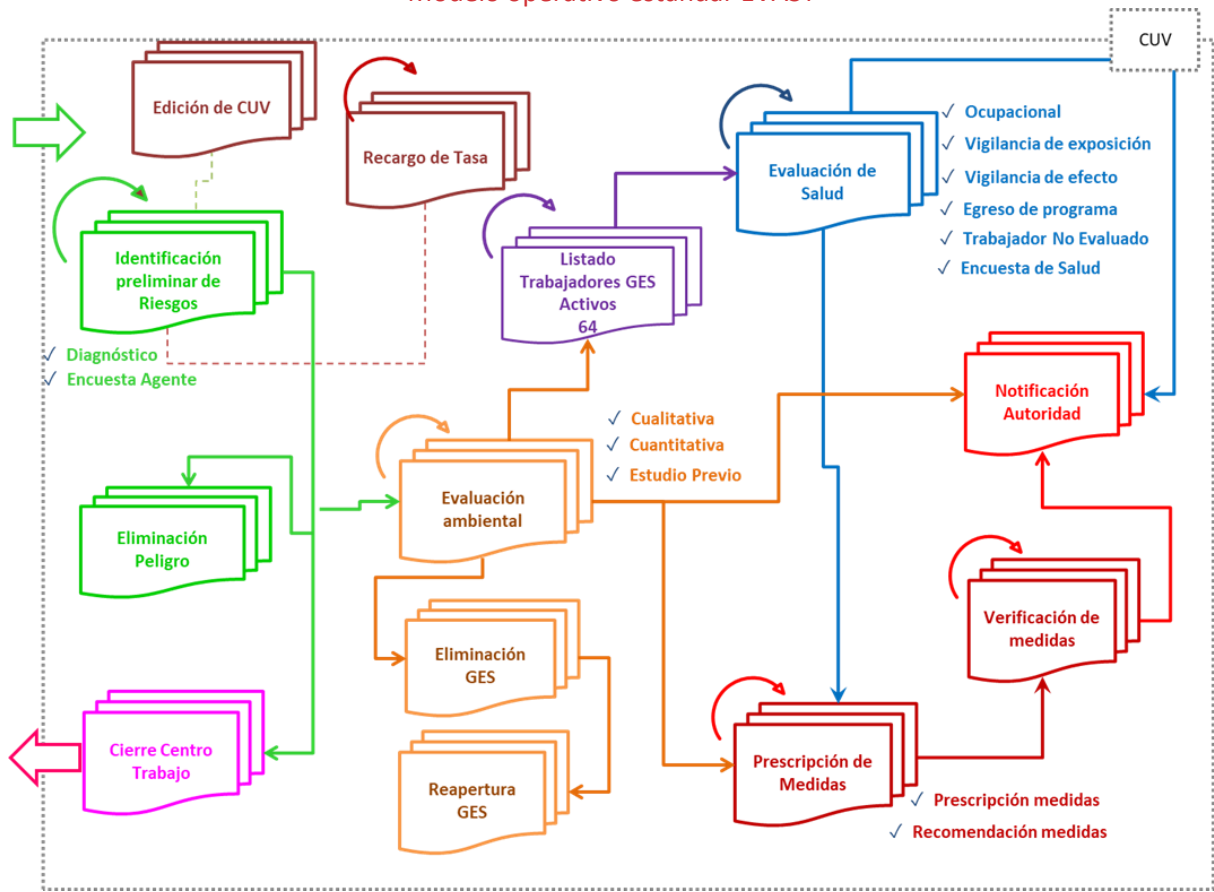 Modelo operativo estándar EVAST
CUV
Edición de CUV
Recargo de Tasa
Evaluación de
Salud
✓ Ocupacional
✓ Vigilancia de exposición
✓ Vigilancia de efecto
✓ Egreso de programa
✓ Trabajador No Evaluado
✓ Encuesta de Salud
Identificación
preliminar de
Riesgos
✓ Diagnóstico
✓ Encuesta Agente
Listado
Trabajadores GES
Activos
64
Notificación
Autoridad
✓ Cualitativa
✓ Cuantitativa
✓ Estudio Previo
Evaluación
ambiental
Eliminación
Peligro
Verificación de
medidas
Eliminación
GES
Cierre Centro
Trabajo
Reapertura
GES
Prescripción de
Medidas
✓ Prescripción medidas
✓ Recomendación medidas